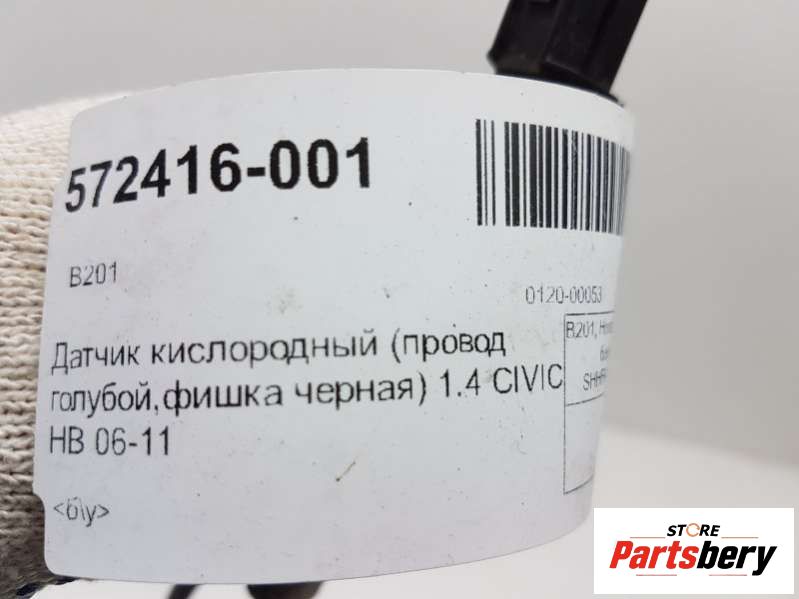 572416-001
B201
0120-00053
Датчик кислородный (провод
голубой,фишка черная) 1.4 CIVIC
HB 06-11
<б\у>
B201,
STORE
Partsbery